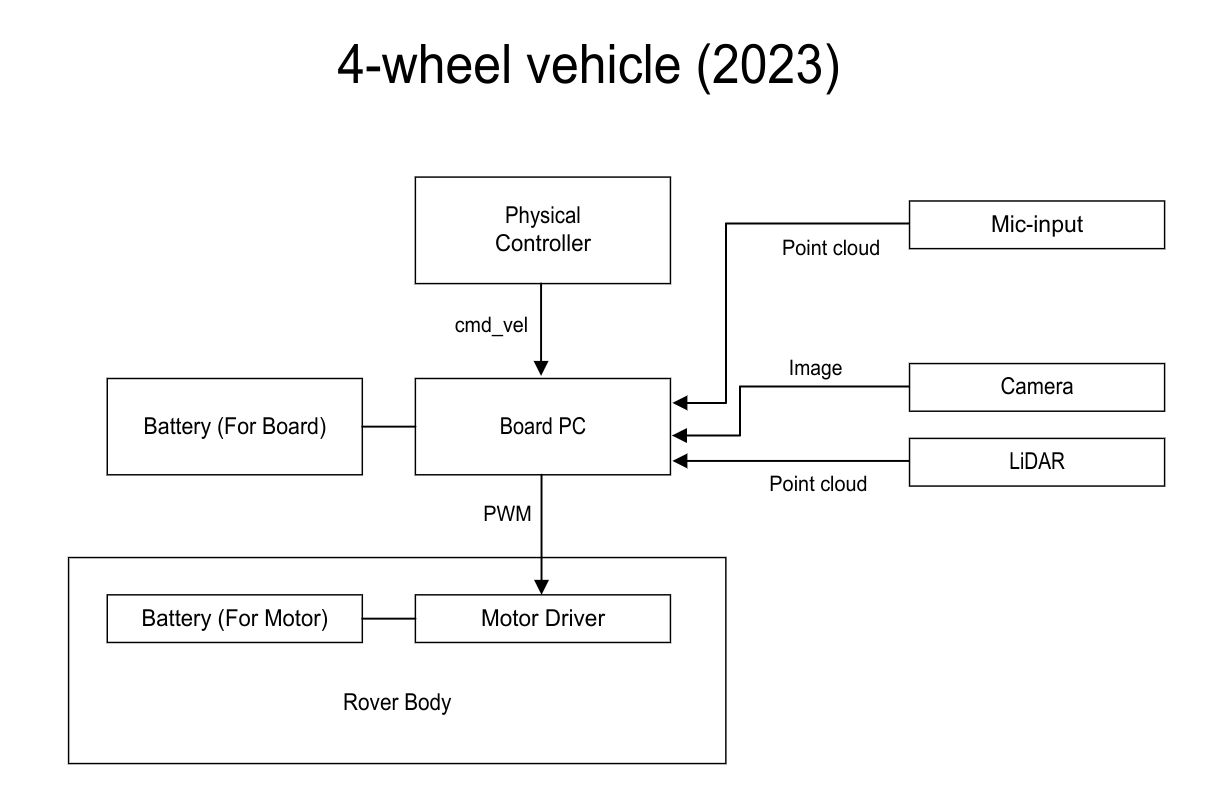 4-wheel vehicle (2023)
Physical
Controller
Mic-input
Point cloud
cmd_vel
Image
Camera
Battery (For Board)
Board PC
LiDAR
Point cloud
PWM
Battery (For Motor)
Motor Driver
Rover Body